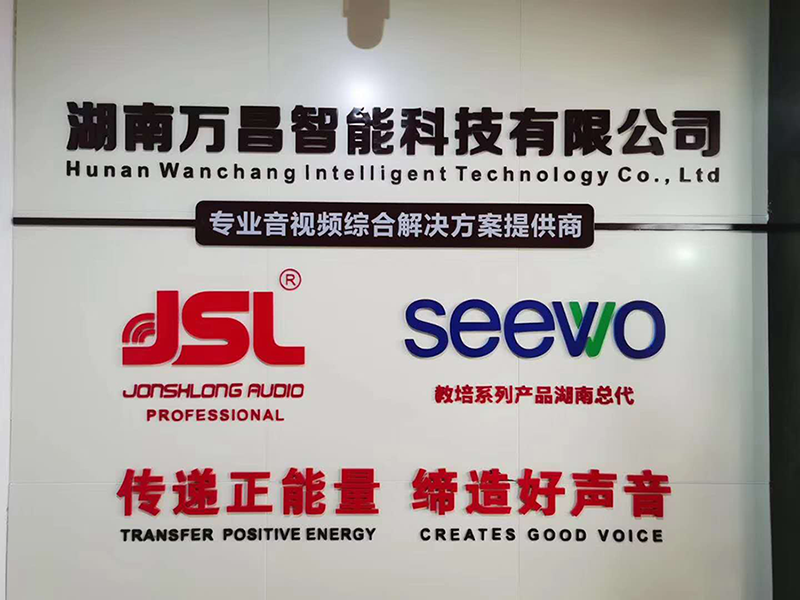 湖南万昌智能科技有限公司
Hunan Wanchang Intelligent Technology Co., Ltd
专业音视频综合解决方案提供商
JSL®
JONSHLONG AUDIO
PROFESSIONAL
seewo
教培系列产品湖南总代
传递正能量 缔造好声音
TRANSFER POSITIVE ENERGY CREATES GOOD VOICE